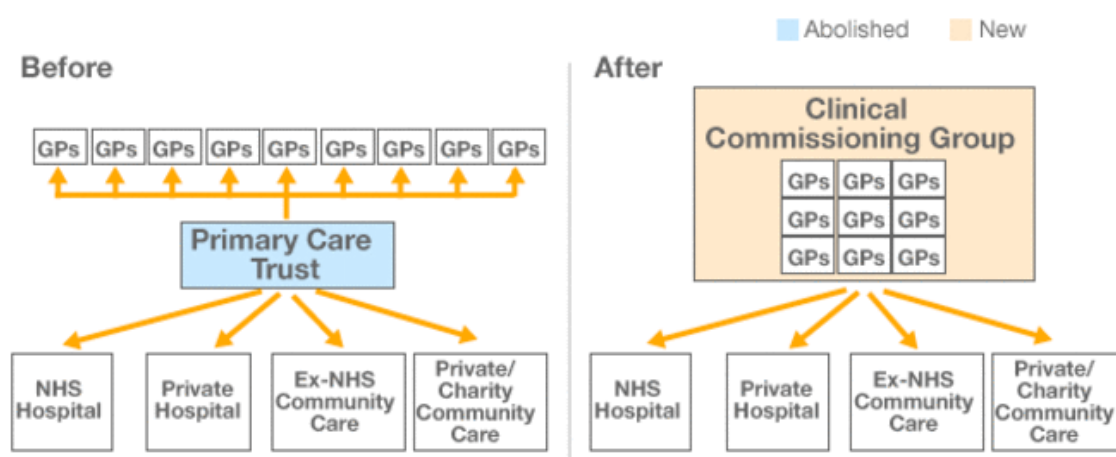 Abolished
New
Before
GPs GPs GPs GPs GPs GPs GPs GPs GPs
Primary Care
Trust
NHS
Hospital
Private
Hospital
Ex-NHS
Community
Care
Private/
Charity
Community
Care
After
Clinical
Commissioning Group
GPs GPs GPs
GPs GPs GPs
GPs GPs GPs
NHS
Hospital
Private
Hospital
Ex-NHS
Community
Care
Private/
Charity
Community
Care